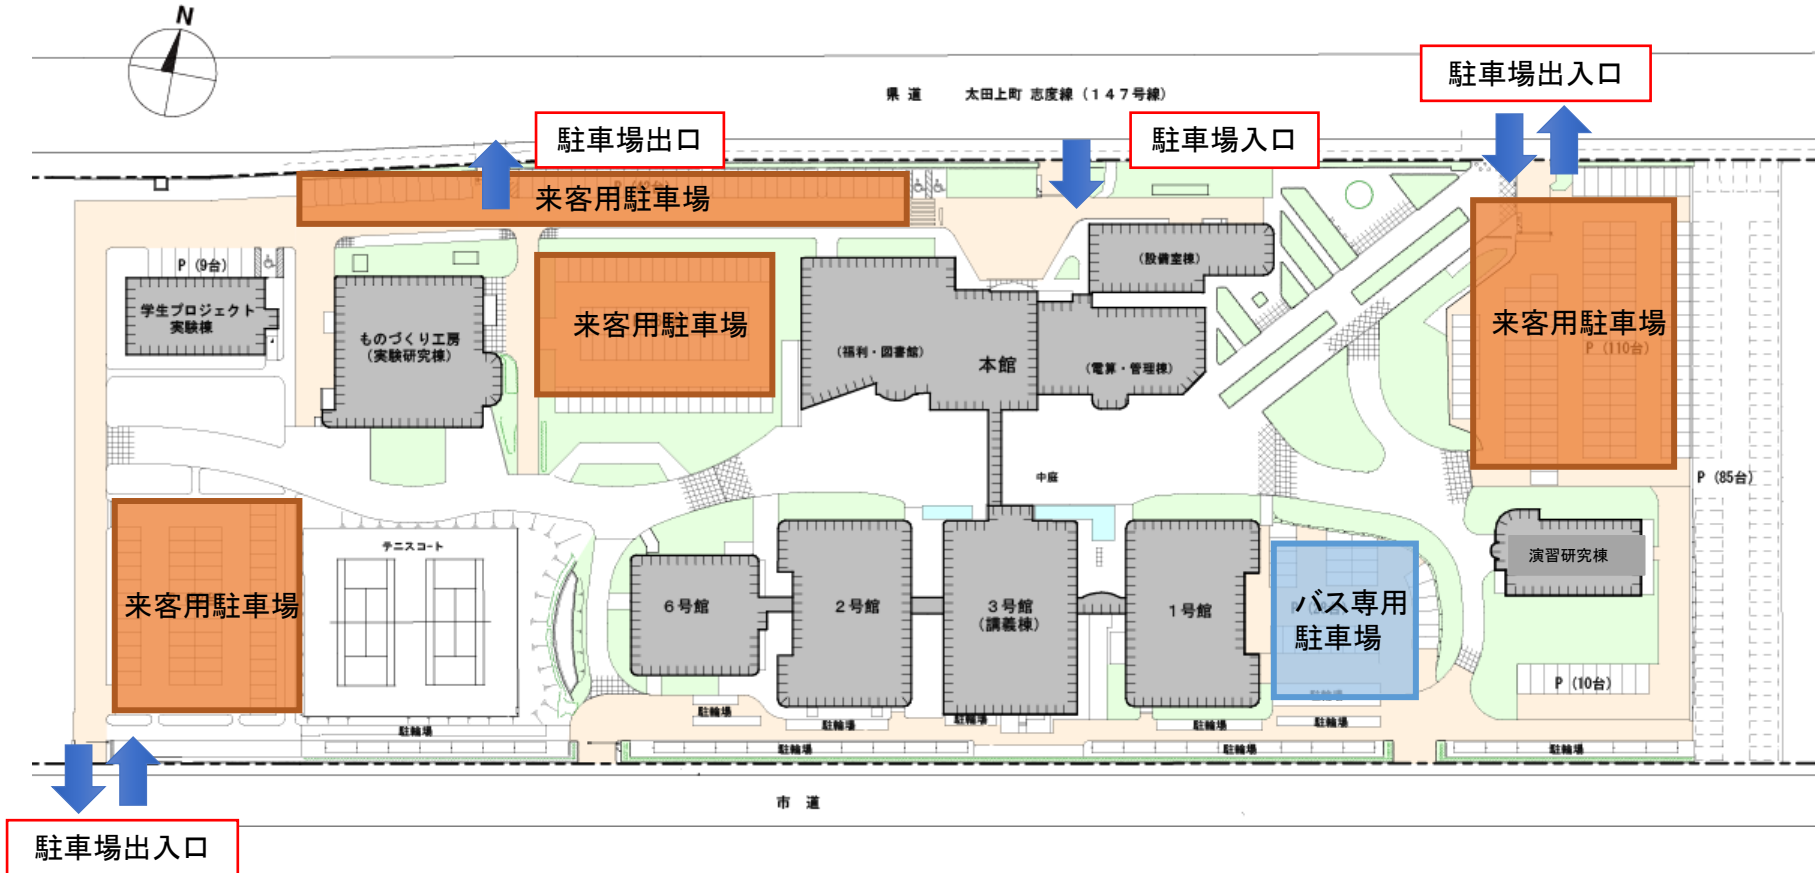 N
県道 太田上町 志度線(147号線)
駐車場出入口
駐車場出口
駐車場入口
来客用駐車場
P (9台)
(設備室棟)
学生プロジェクト
実験棟
ものづくり工房
(実験研究棟)
来客用駐車場
(福利・図書館)
本館
(電算・管理棟)
来客用駐車場
P (110台)
中庭
P (85台)
テニスコート
演習研究棟
来客用駐車場
6号館
2号館
3号館
(講義棟)
1号館
バス専用
駐車場
P (10台)
駐輪場
駐輪場
駐輪場
駐輪場
駐輪場
駐輪場
駐輪場
駐輪場
駐輪場
駐輪場
駐輪場
市道
駐車場出入口